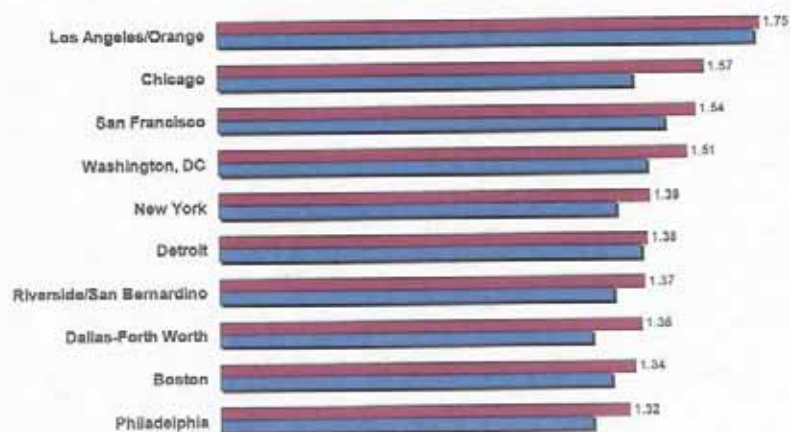 Los Angeles/Orange 1.75
Chicago 1.57
San Francisco 1.54
Washington, DC 1.51
New York 1.39
Detroit 1.38
Riverside/San Bernardino 1.37
Dallas-Forth Worth 1.36
Boston 1.34
Philadelphia 1.32